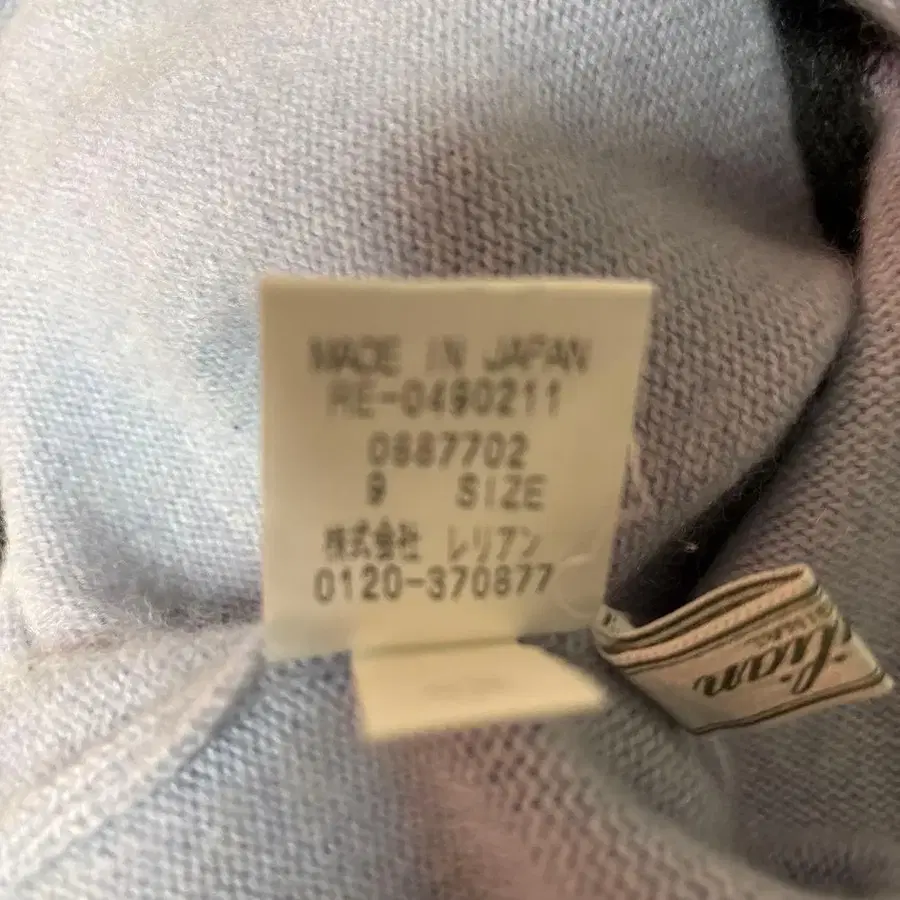 MADE IN JAPAN
RE-0490211
0887702
9 SIZE
株式会社 レリアン
0120-370877